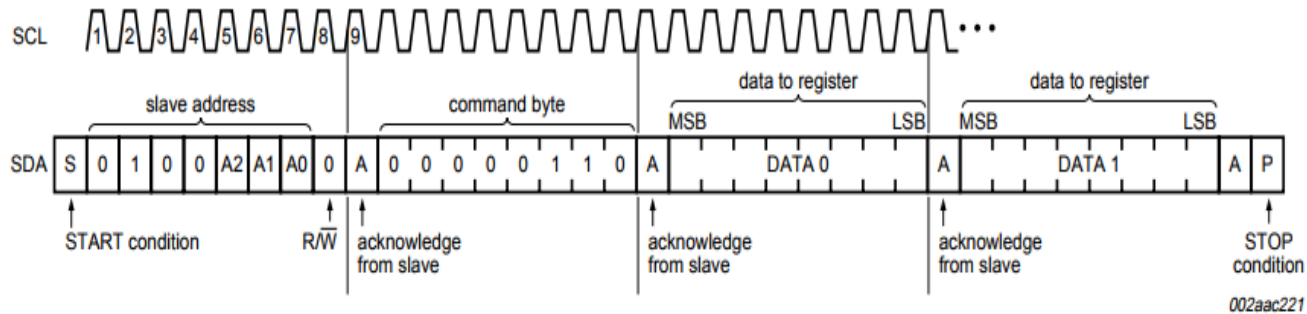 SCL 1 2 3 4 5 6 7 8 9 •••
data to register data to register
slave address command byte
MSB LSB MSB LSB
SDA S 0 1 0 0 A2 A1 A0 0 A 0 0 0 0 0 1 1 0 A DATA 0 A DATA 1 A P
START condition R/W̅ acknowledge acknowledge acknowledge STOP
from slave from slave from slave condition
002aac221